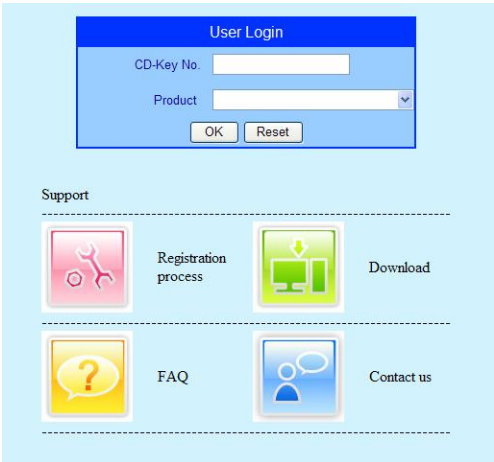 User Login
CD-Key No.
Product
OK Reset
Support
Registration
process
Download
?
FAQ
Contact us